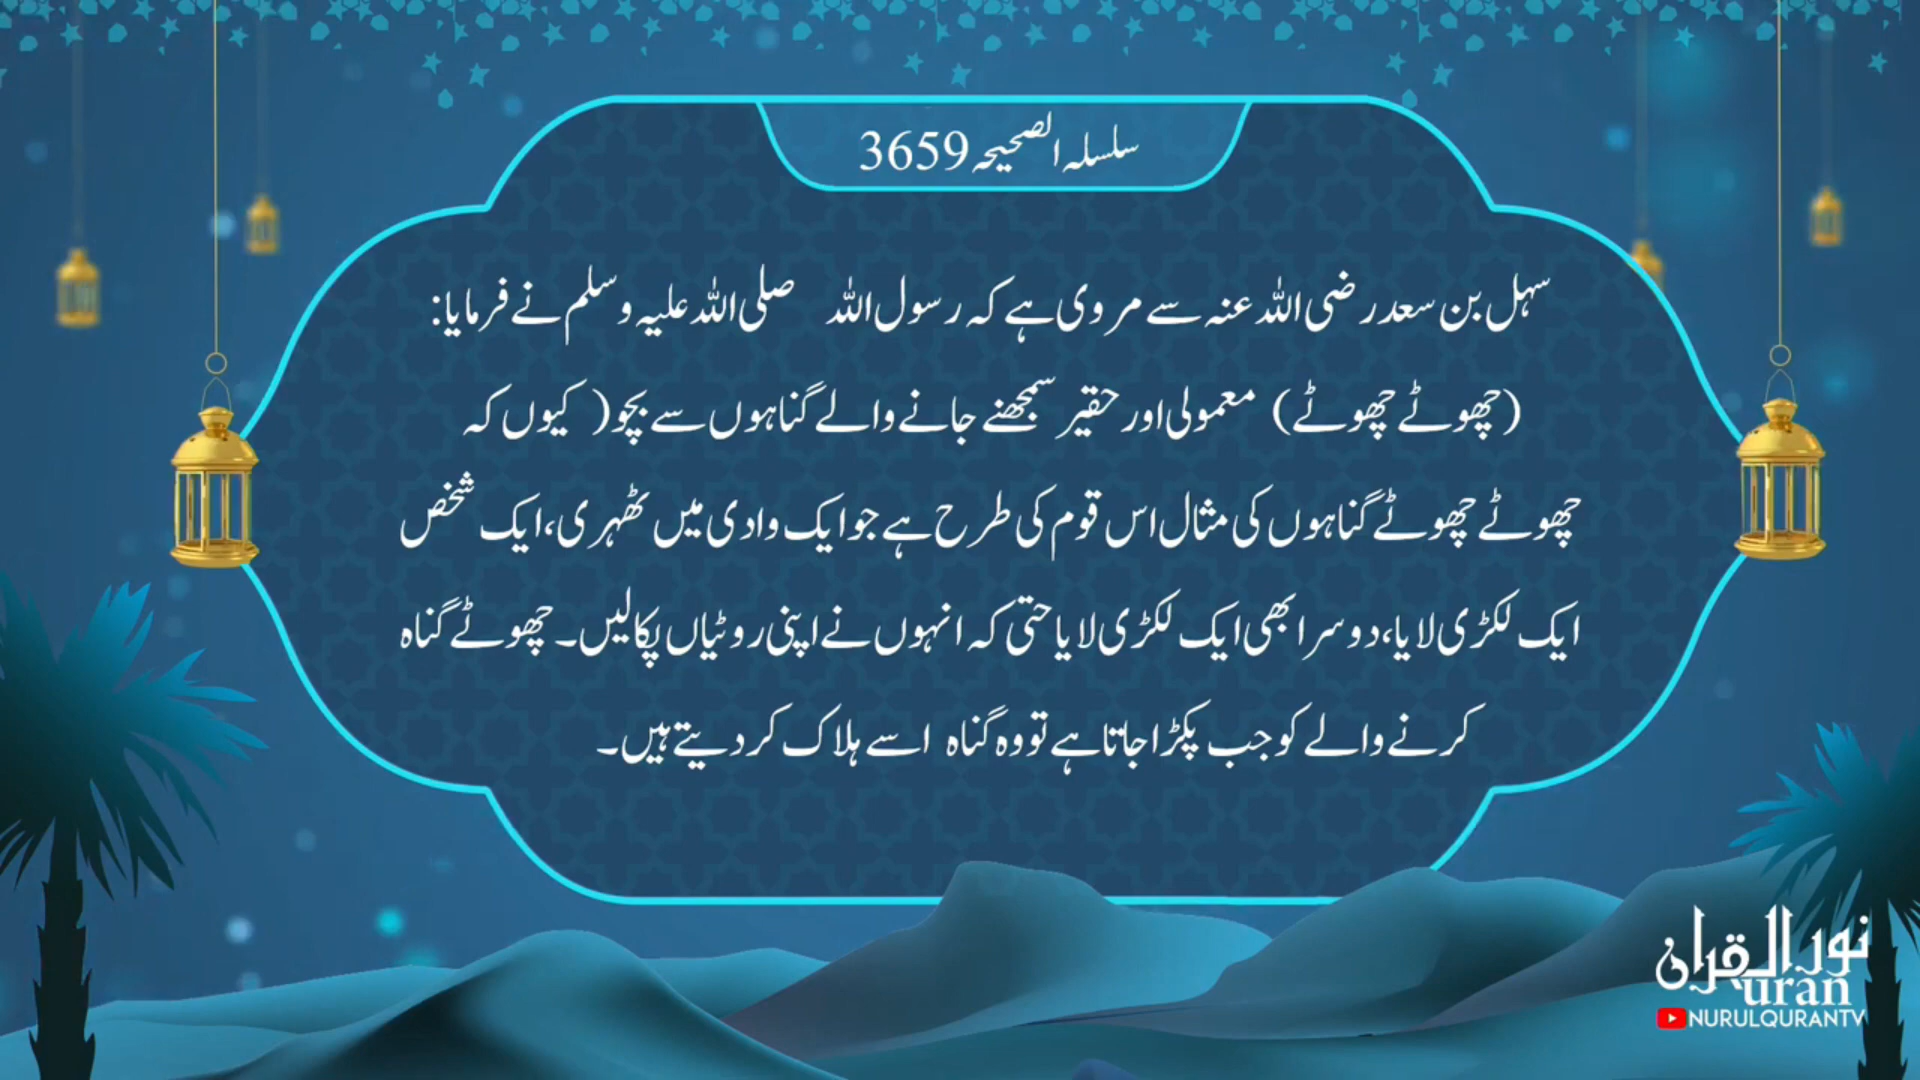 سلسلہ الصحیحہ 3659
سہل بن سعد رضی اللہ عنہ سے مروی ہے کہ رسول اللہ صلی اللہ علیہ وسلم نے فرمایا:
(چھوٹے چھوٹے) معمولی اور حقیر سمجھنے جانے والے گناہوں سے بچو( کیوں کہ
چھوٹے چھوٹے گناہوں کی مثال اس قوم کی طرح ہے جو ایک وادی میں ٹھہری، ایک شخص
ایک لکڑی لایا، دوسرا بھی ایک لکڑی لایا حتی کہ انہوں نے اپنی روٹیاں پکالیں۔ چھوٹے گناہ
کرنے والے کو جب پکڑا جاتا ہے تو وہ گناہ اسے ہلاک کر دیتے ہیں۔
نور القران
uran
NURULQURANTV